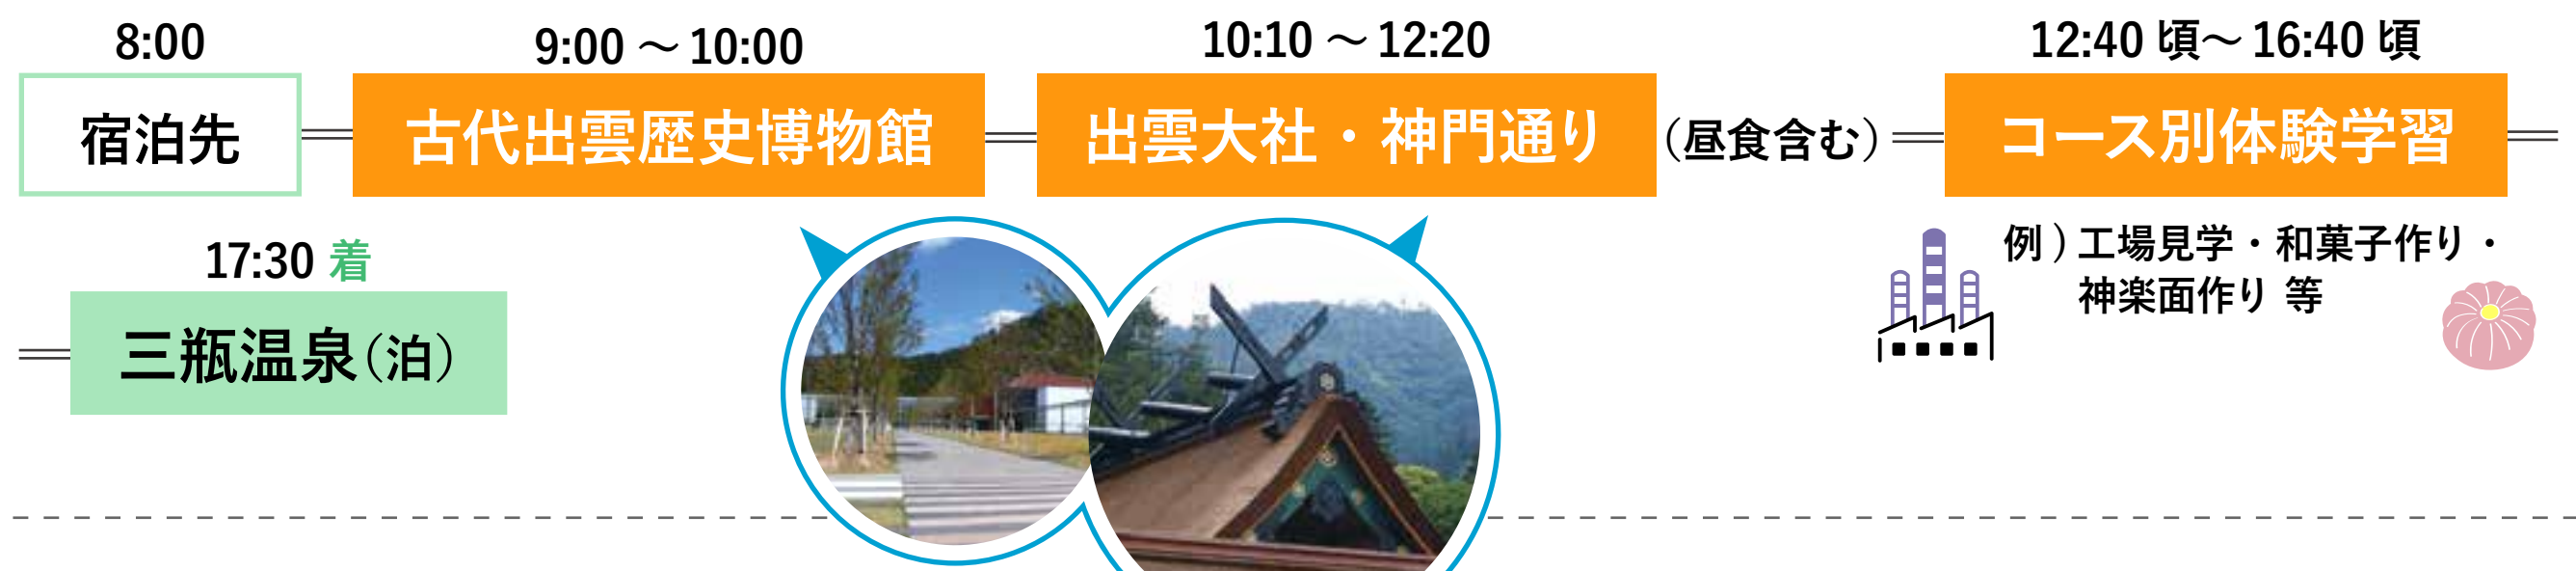 8:00
宿泊先
9:00 ～ 10:00
古代出雲歴史博物館
10:10 ～ 12:20
出雲大社・神門通り
（昼食含む）
12:40 頃～ 16:40 頃
コース別体験学習
例）工場見学・和菓子作り・
神楽面作り 等
17:30 着
三瓶温泉（泊）